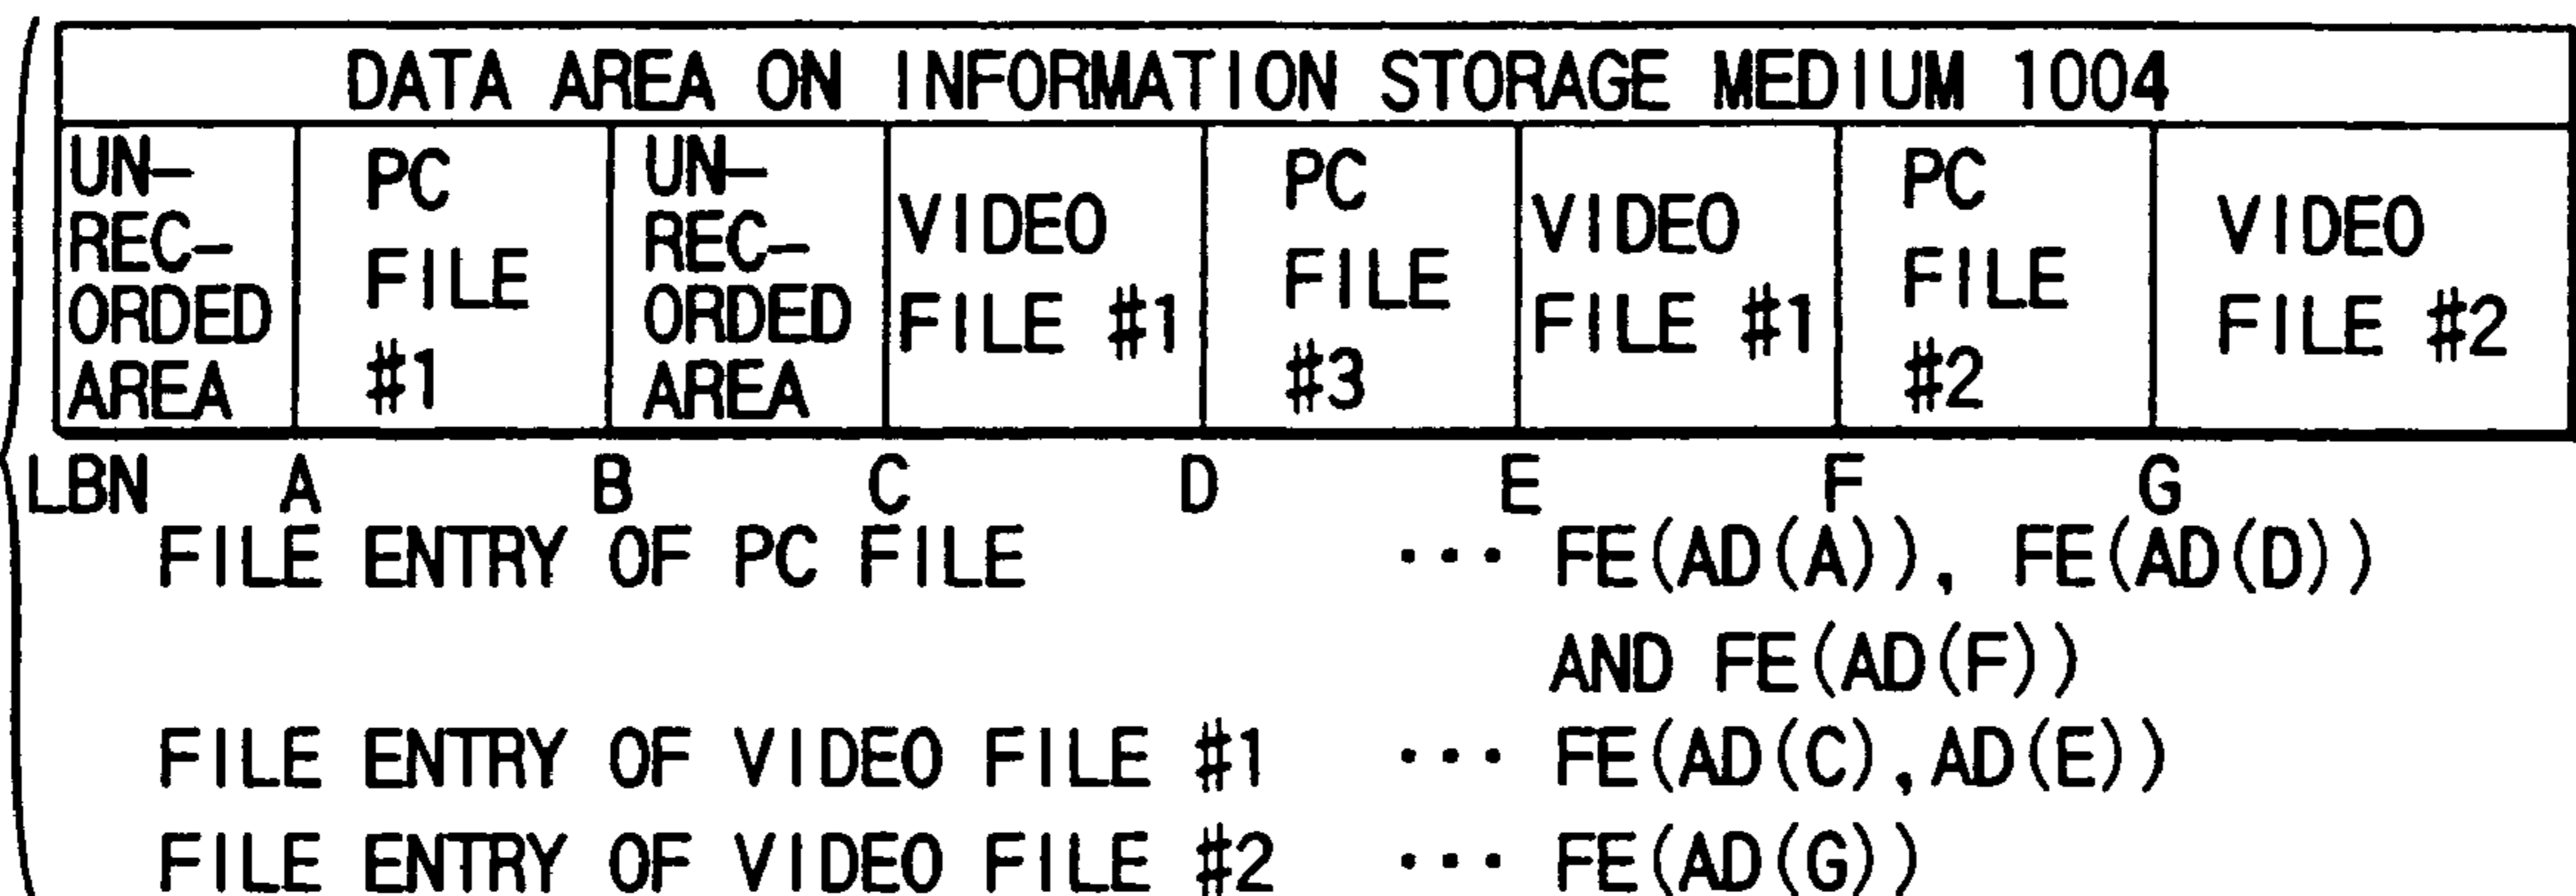 DATA AREA ON INFORMATION STORAGE MEDIUM 1004
UN-
REC-
ORDED
AREA
PC
FILE
#1
UN-
REC-
ORDED
AREA
VIDEO
FILE #1
PC
FILE
#3
VIDEO
FILE #1
PC
FILE
#2
VIDEO
FILE #2
LBN A B C D E F G
FILE ENTRY OF PC FILE ··· FE(AD(A)), FE(AD(D))
AND FE(AD(F))
FILE ENTRY OF VIDEO FILE #1 ··· FE(AD(C),AD(E))
FILE ENTRY OF VIDEO FILE #2 ··· FE(AD(G))